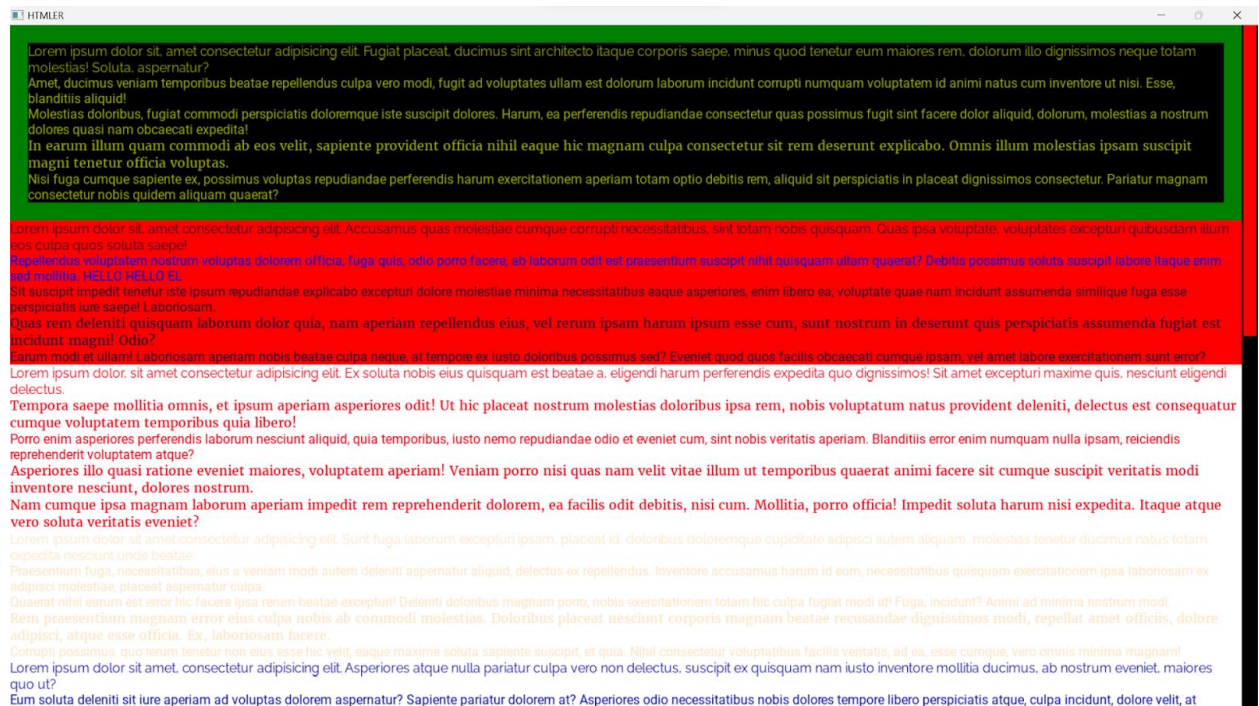 HTMLER
Lorem ipsum dolor sit, amet consectetur adipisicing elit. Fugiat placeat, ducimus sint architecto itaque corporis saepe, minus quod tenetur eum maiores rem, dolorum illo dignissimos neque totam
molestias! Soluta, aspernatur?
Amet, ducimus veniam temporibus beatae repellendus culpa vero modi, fugit ad voluptates ullam est dolorum laborum incidunt corrupti numquam voluptatem id animi natus cum inventore ut nisi. Esse,
blanditiis aliquid!
Molestias doloribus, fugiat commodi perspiciatis doloremque iste suscipit dolores. Harum, ea perferendis repudiandae consectetur quas possimus fugit sint facere dolor aliquid, dolorum, molestias a nostrum
dolores quasi nam obcaecati expedita!
In earum illum quam commodi ab eos velit, sapiente provident officia nihil eaque hic magnam culpa consectetur sit rem deserunt explicabo. Omnis illum molestias ipsam suscipit
magni tenetur officia voluptas.
Nisi fuga cumque sapiente ex, possimus voluptas repudiandae perferendis harum exercitationem aperiam totam optio debitis rem, aliquid sit perspiciatis in placeat dignissimos consectetur. Pariatur magnam
consectetur nobis quidem aliquam quaerat?
Lorem ipsum dolor sit, amet consectetur adipisicing elit. Accusamus quas molestiae cumque corrupti necessitatibus, sint totam nobis quisquam. Quas ipsa voluptate, voluptates excepturi quibusdam illum
eos culpa quos soluta saepe!
Repellendus voluptatem nostrum voluptas dolorem officia, fuga quis, odio porro facere, ab laborum odit est praesentium suscipit nihil quisquam ullam quaerat? Debitis possimus soluta suscipit labore itaque enim
sed mollitia. HELLO HELLO EL
Sit suscipit impedit tenetur iste ipsum repudiandae explicabo excepturi dolore molestiae minima necessitatibus eaque asperiores, enim libero ea, voluptate quae nam incidunt assumenda similique fuga esse
perspiciatis iure saepe! Laboriosam.
Quas rem deleniti quisquam laborum dolor quia, nam aperiam repellendus eius, vel rerum ipsam harum ipsum esse cum, sunt nostrum in deserunt quis perspiciatis assumenda fugiat est
incidunt magni! Odio?
Earum modi et ullam! Laboriosam aperiam nobis beatae culpa neque, at tempore ex iusto doloribus possimus sed? Eveniet quod quos facilis obcaecati cumque ipsam, vel amet labore exercitationem sunt error?
Lorem ipsum dolor, sit amet consectetur adipisicing elit. Ex soluta nobis eius quisquam est beatae a, eligendi harum perferendis expedita quo dignissimos! Sit amet excepturi maxime quis, nesciunt eligendi
delectus.
Tempora saepe mollitia omnis, et ipsum aperiam asperiores odit! Ut hic placeat nostrum molestias doloribus ipsa rem, nobis voluptatum natus provident deleniti, delectus est consequatur
cumque voluptatem temporibus quia libero!
Porro enim asperiores perferendis laborum nesciunt aliquid, quia temporibus, iusto nemo repudiandae odio et eveniet cum, sint nobis veritatis aperiam. Blanditiis error enim numquam nulla ipsam, reiciendis
reprehenderit voluptatem atque?
Asperiores illo quasi ratione eveniet maiores, voluptatem aperiam! Veniam porro nisi quas nam velit vitae illum ut temporibus quaerat animi facere sit cumque suscipit veritatis modi
inventore nesciunt, dolores nostrum.
Nam cumque ipsa magnam laborum aperiam impedit rem reprehenderit dolorem, ea facilis odit debitis, nisi cum. Mollitia, porro officia! Impedit soluta harum nisi expedita. Itaque atque
vero soluta veritatis eveniet?
Lorem ipsum dolor sit amet consectetur adipisicing elit. Sunt fuga laborum excepturi ipsam, placeat id, doloribus doloremque cupiditate adipisci autem aliquam, molestias tenetur ducimus natus totam
expedita nesciunt unde beatae.
Praesentium fuga, necessitatibus, eius a veniam modi autem deleniti aspernatur aliquid, delectus ex repellendus. Inventore accusamus harum id eum, necessitatibus quisquam exercitationem ipsa laboriosam ex
adipisci molestiae, placeat aspernatur culpa.
Quaerat nihil earum est error hic facere ipsa rerum beatae excepturi! Deleniti doloribus magnam porro, nobis exercitationem totam hic culpa fugiat modi id! Fuga, incidunt? Animi ad minima nostrum modi.
Rem praesentium magnam error eius culpa nobis ab commodi molestias. Doloribus placeat nesciunt corporis magnam beatae recusandae dignissimos modi, repellat amet officiis, dolore
adipisci, atque esse officia. Ex, laboriosam facere.
Corrupti possimus, quo rerum tenetur non eius esse hic velit, eaque maxime soluta sapiente suscipit, et quia. Nihil consectetur voluptatibus facilis veritatis, ad ea, esse cumque, vero omnis minima magnam!
Lorem ipsum dolor sit amet, consectetur adipisicing elit. Asperiores atque nulla pariatur culpa vero non delectus, suscipit ex quisquam nam iusto inventore mollitia ducimus, ab nostrum eveniet, maiores
quo ut?
Eum soluta deleniti sit iure aperiam ad voluptas dolorem aspernatur? Sapiente pariatur dolorem at? Asperiores odio necessitatibus nobis dolores tempore libero perspiciatis atque, culpa incidunt, dolore velit, at